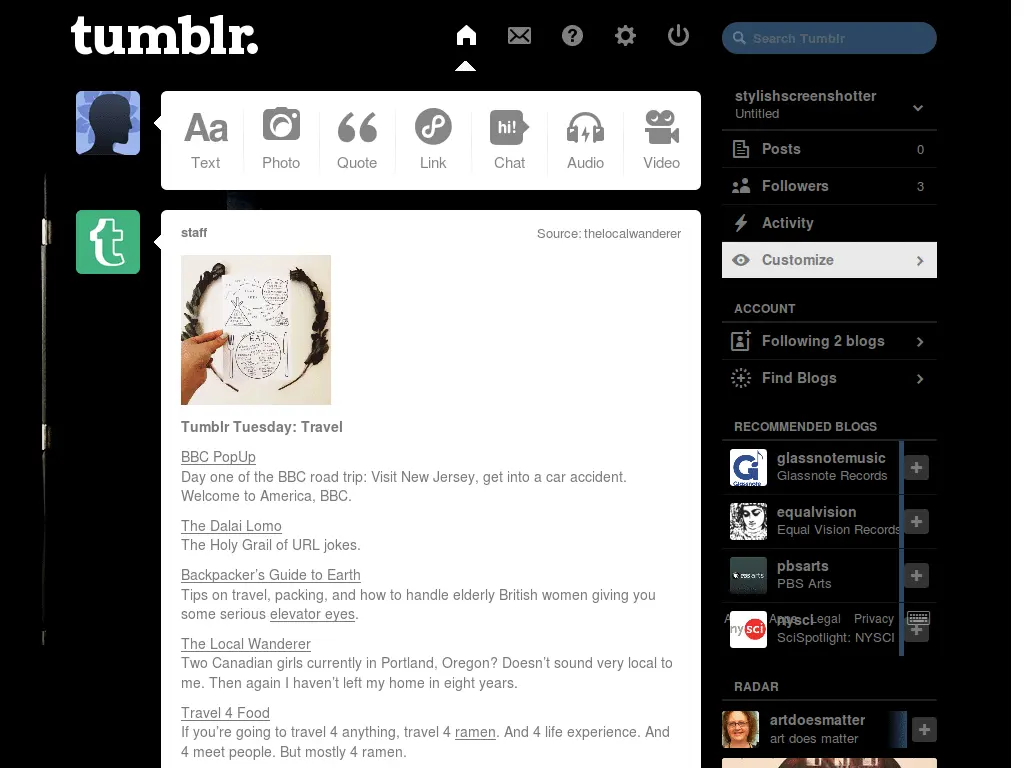 tumblr.
Search Tumblr
Aa
Text
Photo
Quote
Link
hi!
Chat
Audio
Video
stylishscreenshotter
Untitled
Posts 0
Followers 3
Activity
Customize
ACCOUNT
Following 2 blogs
Find Blogs
RECOMMENDED BLOGS
glassnotemusic
Glassnote Records
equalvision
Equal Vision Records
pbsarts
PBS Arts
nysci
SciSpotlight: NYSCI
Legal Privacy
RADAR
artdoesmatter
art does matter
t
staff
Source: thelocalwanderer
EAT
Tumblr Tuesday: Travel
BBC PopUp
Day one of the BBC road trip: Visit New Jersey, get into a car accident.
Welcome to America, BBC.
The Dalai Lomo
The Holy Grail of URL jokes.
Backpacker’s Guide to Earth
Tips on travel, packing, and how to handle elderly British women giving you
some serious elevator eyes.
The Local Wanderer
Two Canadian girls currently in Portland, Oregon? Doesn’t sound very local to
me. Then again I haven’t left my home in eight years.
Travel 4 Food
If you’re going to travel 4 anything, travel 4 ramen. And 4 life experience. And
4 meet people. But mostly 4 ramen.